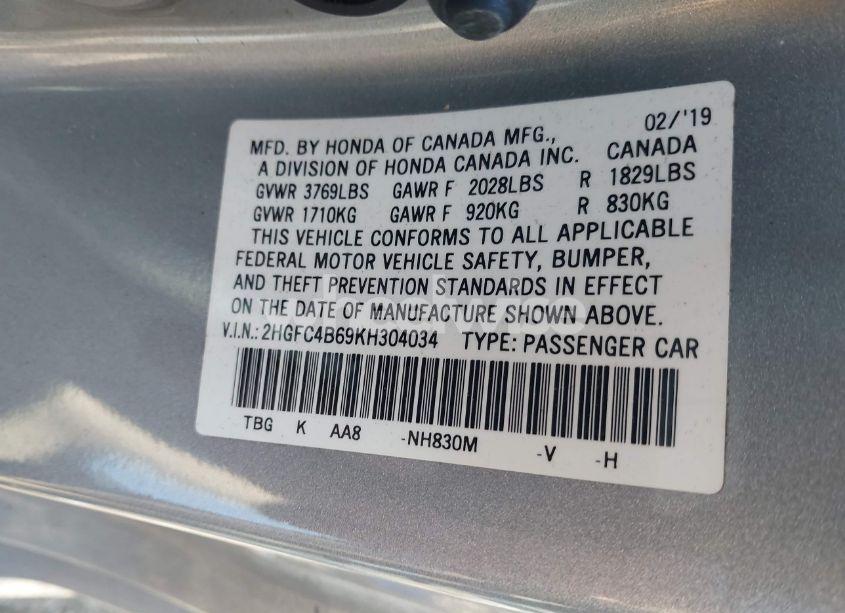 02/'19
MFD. BY HONDA OF CANADA MFG.,
A DIVISION OF HONDA CANADA INC. CANADA
GVWR 3769LBS GAWR F 2028LBS R 1829LBS
GVWR 1710KG GAWR F 920KG R 830KG
THIS VEHICLE CONFORMS TO ALL APPLICABLE
FEDERAL MOTOR VEHICLE SAFETY, BUMPER,
AND THEFT PREVENTION STANDARDS IN EFFECT
ON THE DATE OF MANUFACTURE SHOWN ABOVE.
V.I.N.: 2HGFC4B69KH304034 TYPE: PASSENGER CAR
TBG K AA8 -NH830M -V -H